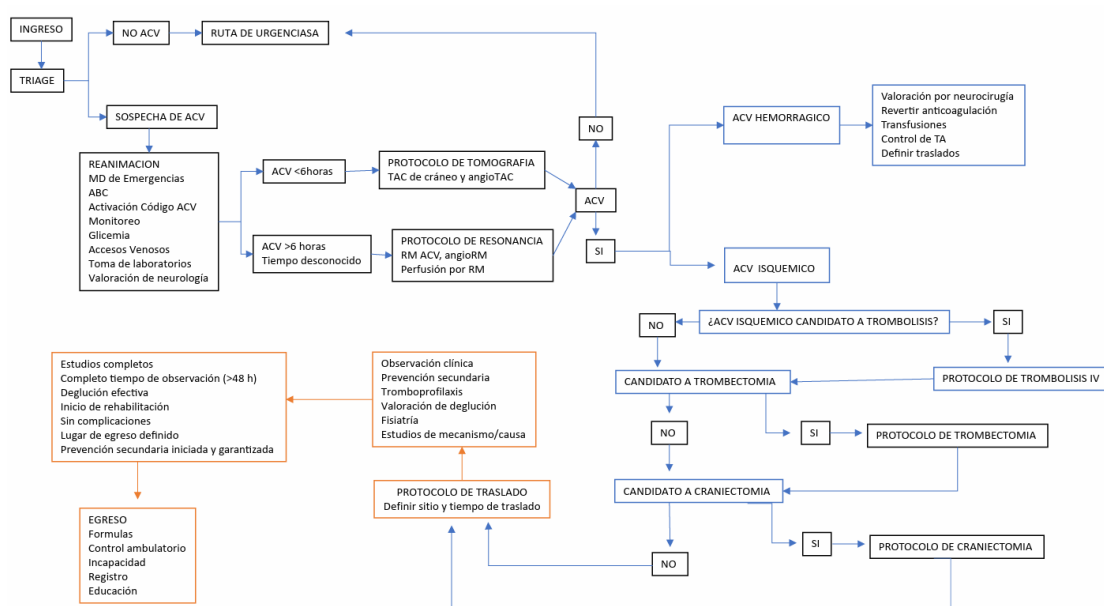 INGRESO
NO ACV
RUTA DE URGENCIASA
TRIAGE
SOSPECHA DE ACV
REANIMACION
MD de Emergencias
ABC
Activación Código ACV
Monitoreo
Glicemia
Accesos Venosos
Toma de laboratorios
Valoración de neurología
ACV <6horas
PROTOCOLO DE TOMOGRAFIA
TAC de cráneo y angioTAC
ACV >6 horas
Tiempo desconocido
PROTOCOLO DE RESONANCIA
RM ACV, angioRM
Perfusión por RM
NO
ACV
SI
ACV HEMORRAGICO
Valoración por neurocirugía
Revertir anticoagulación
Transfusiones
Control de TA
Definir traslados
ACV ISQUEMICO
NO
¿ACV ISQUEMICO CANDIDATO A TROMBOLISIS?
SI
CANDIDATO A TROMBECTOMIA
PROTOCOLO DE TROMBOLISIS IV
NO
SI
PROTOCOLO DE TROMBECTOMIA
CANDIDATO A CRANIECTOMIA
NO
SI
PROTOCOLO DE CRANIECTOMIA
PROTOCOLO DE TRASLADO
Definir sitio y tiempo de traslado
Observación clínica
Prevención secundaria
Tromboprofilaxis
Valoración de deglución
Fisiatría
Estudios de mecanismo/causa
Estudios completos
Completo tiempo de observación (>48 h)
Deglución efectiva
Inicio de rehabilitación
Sin complicaciones
Lugar de egreso definido
Prevención secundaria iniciada y garantizada
EGRESO
Formulas
Control ambulatorio
Incapacidad
Registro
Educación